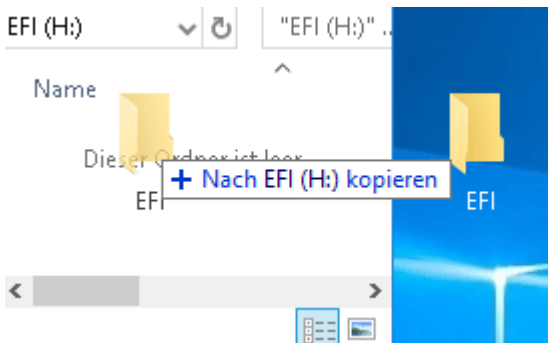 EFI (H:)
"EFI (H:)" ...
Name
Dieser Ordner ist leer.
+ Nach EFI (H:) kopieren
EFI
EFI